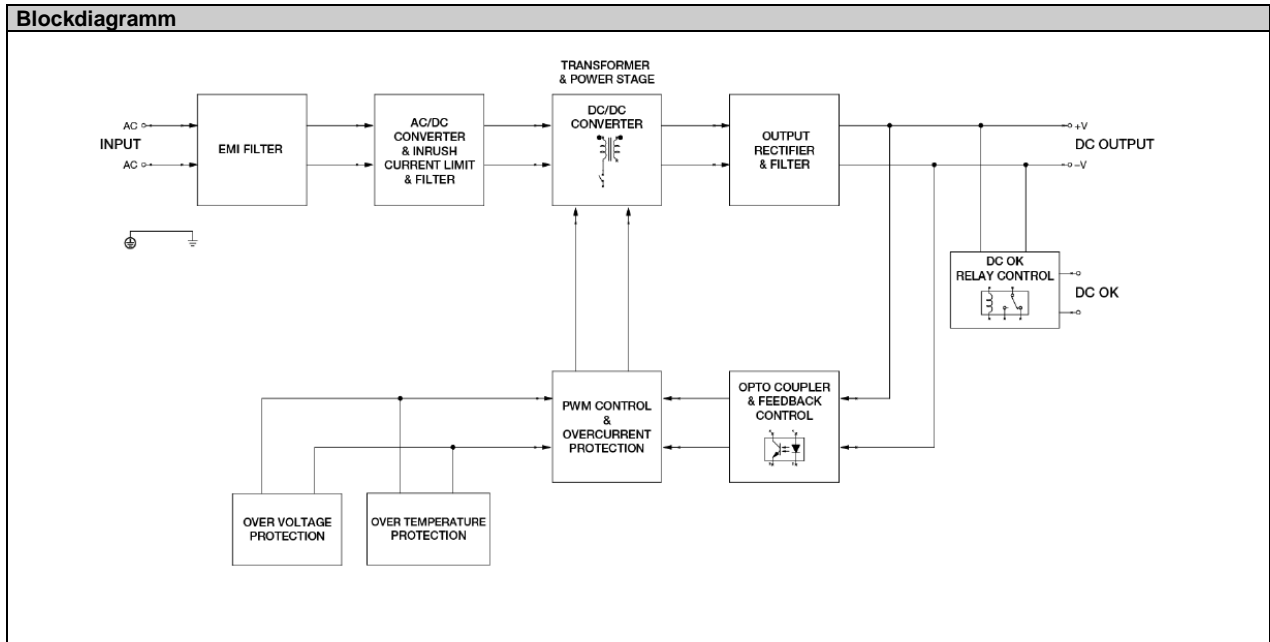 Blockdiagramm
TRANSFORMER
& POWER STAGE
AC
INPUT
AC
EMI FILTER
AC/DC
CONVERTER
& INRUSH
CURRENT LIMIT
& FILTER
DC/DC
CONVERTER
OUTPUT
RECTIFIER
& FILTER
+V
DC OUTPUT
–V
DC OK
RELAY CONTROL
DC OK
PWM CONTROL
&
OVERCURRENT
PROTECTION
OPTO COUPLER
& FEEDBACK
CONTROL
OVER VOLTAGE
PROTECTION
OVER TEMPERATURE
PROTECTION